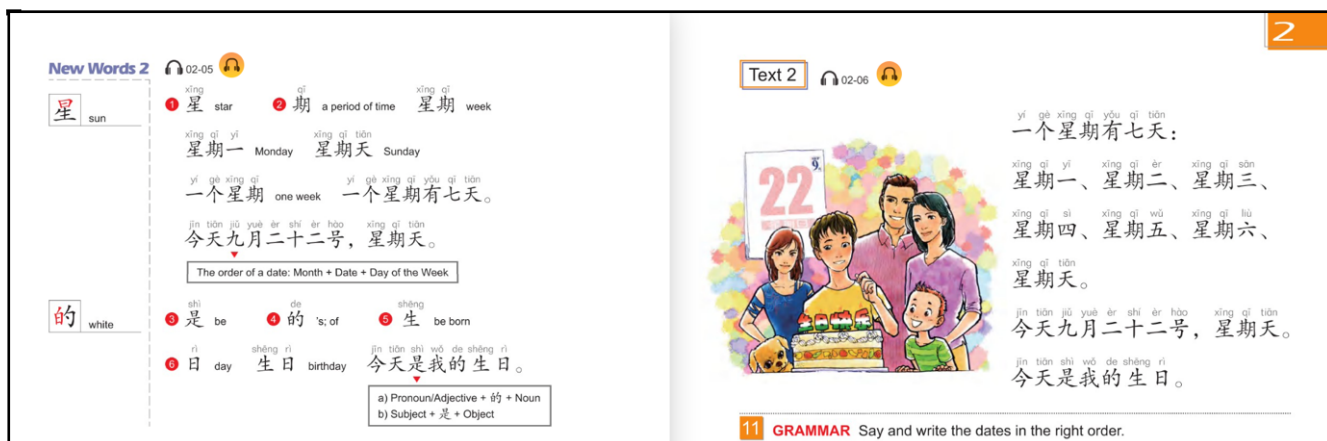 New Words 2 02-05
星 sun
xīng qī xīng qī
1 星 star 2 期 a period of time 星期 week
xīng qī yī xīng qī tiān
星期一 Monday 星期天 Sunday
yí gè xīng qī yí gè xīng qī yǒu qī tiān
一个星期 one week 一个星期有七天。
jīn tiān jiǔ yuè èr shí èr hào xīng qī tiān
今天九月二十二号，星期天。
The order of a date: Month + Date + Day of the Week
的 white
shì de shēng
3 是 be 4 的 's; of 5 生 be born
rì shēng rì jīn tiān shì wǒ de shēng rì
6 日 day 生日 birthday 今天是我的生日。
a) Pronoun/Adjective + 的 + Noun
b) Subject + 是 + Object
2
Text 2 02-06
22
9
生日快乐
yí gè xīng qī yǒu qī tiān
一个星期有七天：
xīng qī yī xīng qī èr xīng qī sān
星期一、星期二、星期三、
xīng qī sì xīng qī wǔ xīng qī liù
星期四、星期五、星期六、
xīng qī tiān
星期天。
jīn tiān jiǔ yuè èr shí èr hào xīng qī tiān
今天九月二十二号，星期天。
jīn tiān shì wǒ de shēng rì
今天是我的生日。
11 GRAMMAR Say and write the dates in the right order.